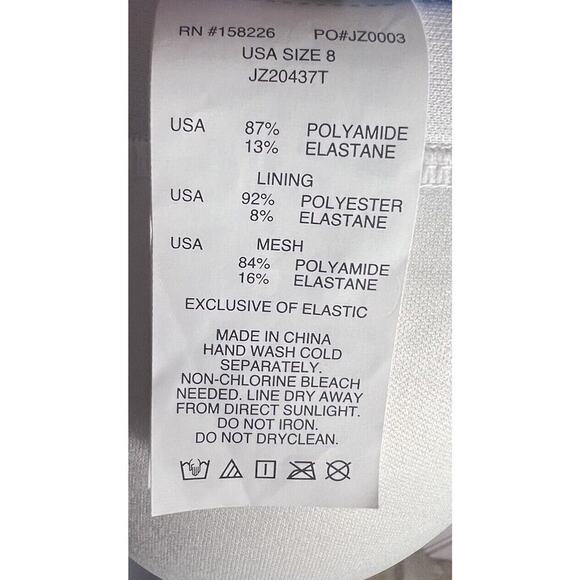 RN #158226 PO#JZ0003
USA SIZE 8
JZ20437T
USA 87% POLYAMIDE
13% ELASTANE
LINING
USA 92% POLYESTER
8% ELASTANE
USA MESH
84% POLYAMIDE
16% ELASTANE
EXCLUSIVE OF ELASTIC
MADE IN CHINA
HAND WASH COLD
SEPARATELY.
NON-CHLORINE BLEACH
NEEDED. LINE DRY AWAY
FROM DIRECT SUNLIGHT.
DO NOT IRON.
DO NOT DRYCLEAN.